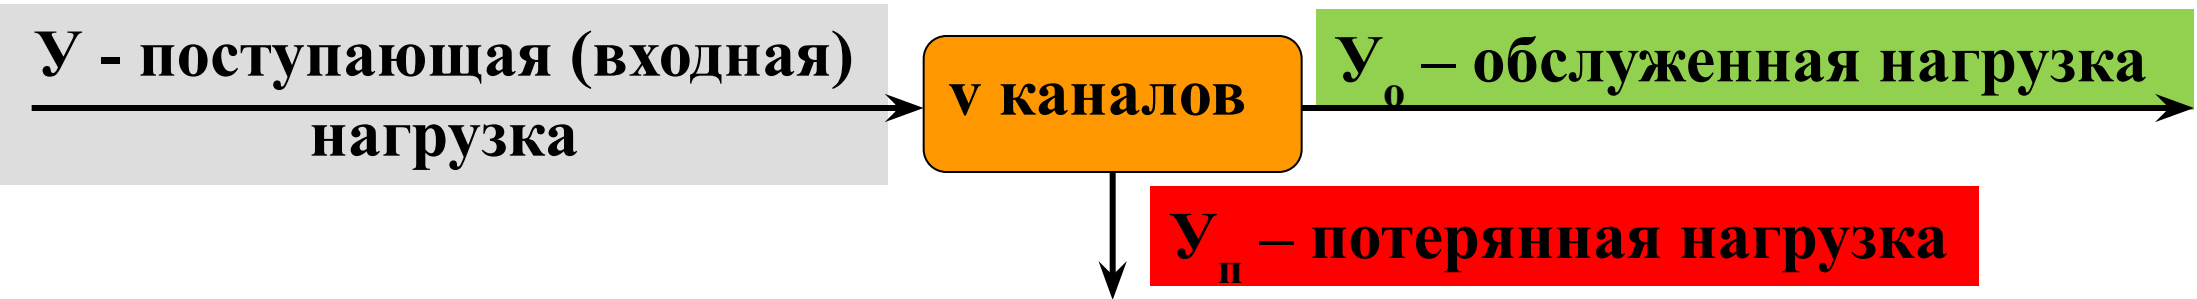 У - поступающая (входная)
нагрузка
v каналов
Уо – обслуженная нагрузка
Уп – потерянная нагрузка